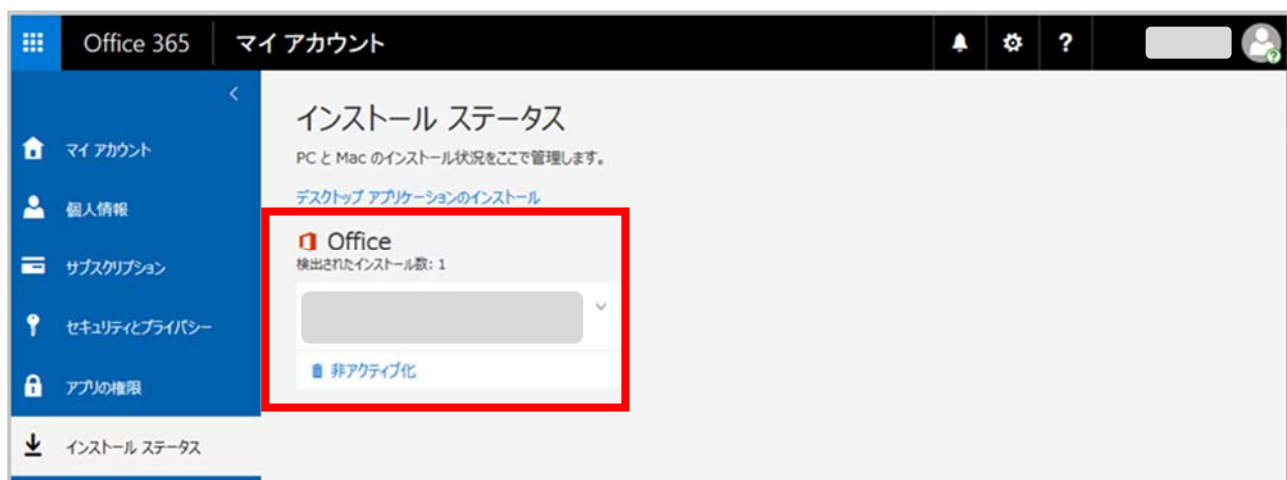 Office 365
マイ アカウント
?
インストール ステータス
PC と Mac のインストール状況をここで管理します。
デスクトップ アプリケーションのインストール
Office
検出されたインストール数: 1
非アクティブ化
マイ アカウント
個人情報
サブスクリプション
セキュリティとプライバシー
アプリの権限
インストール ステータス